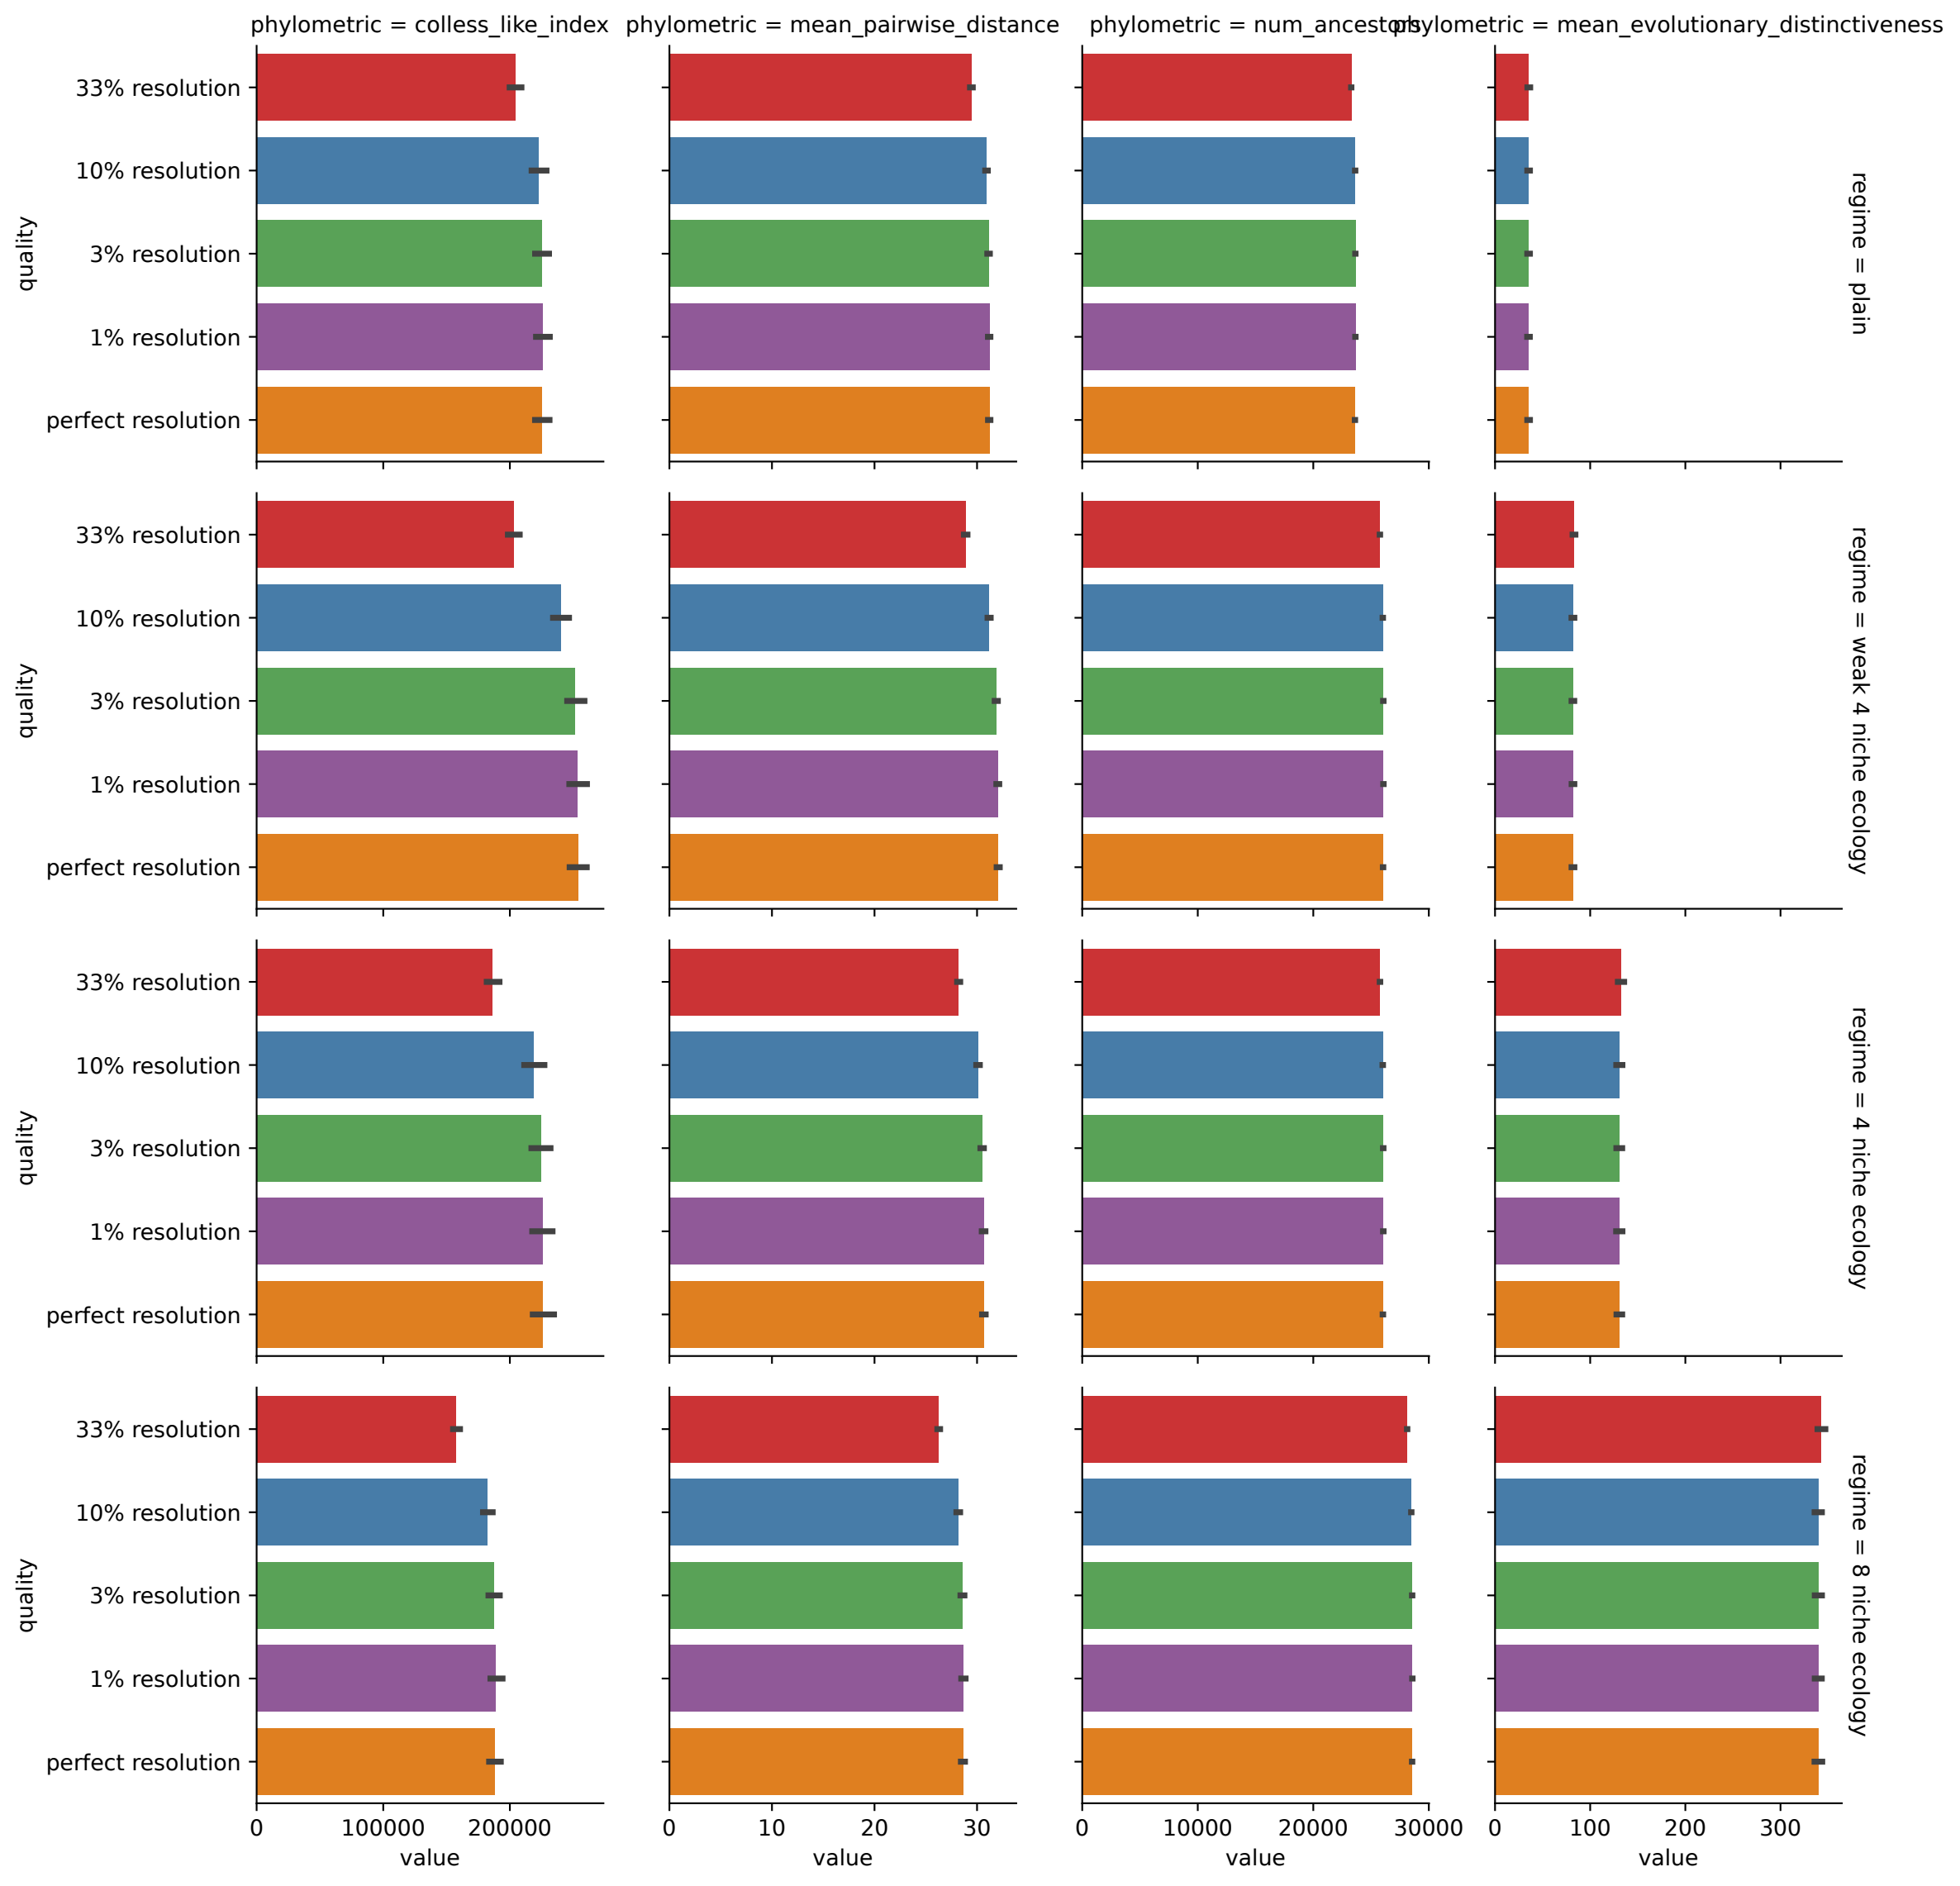 phylometric = colless_like_index
phylometric = mean_pairwise_distance
phylometric = num_ancestors
phylometric = mean_evolutionary_distinctiveness
quality
33% resolution
10% resolution
3% resolution
1% resolution
perfect resolution
regime = plain
quality
33% resolution
10% resolution
3% resolution
1% resolution
perfect resolution
regime = weak 4 niche ecology
quality
33% resolution
10% resolution
3% resolution
1% resolution
perfect resolution
regime = 4 niche ecology
quality
33% resolution
10% resolution
3% resolution
1% resolution
perfect resolution
regime = 8 niche ecology
0 100000 200000
0 10 20 30
0 10000 20000 30000
0 100 200 300
value
value
value
value